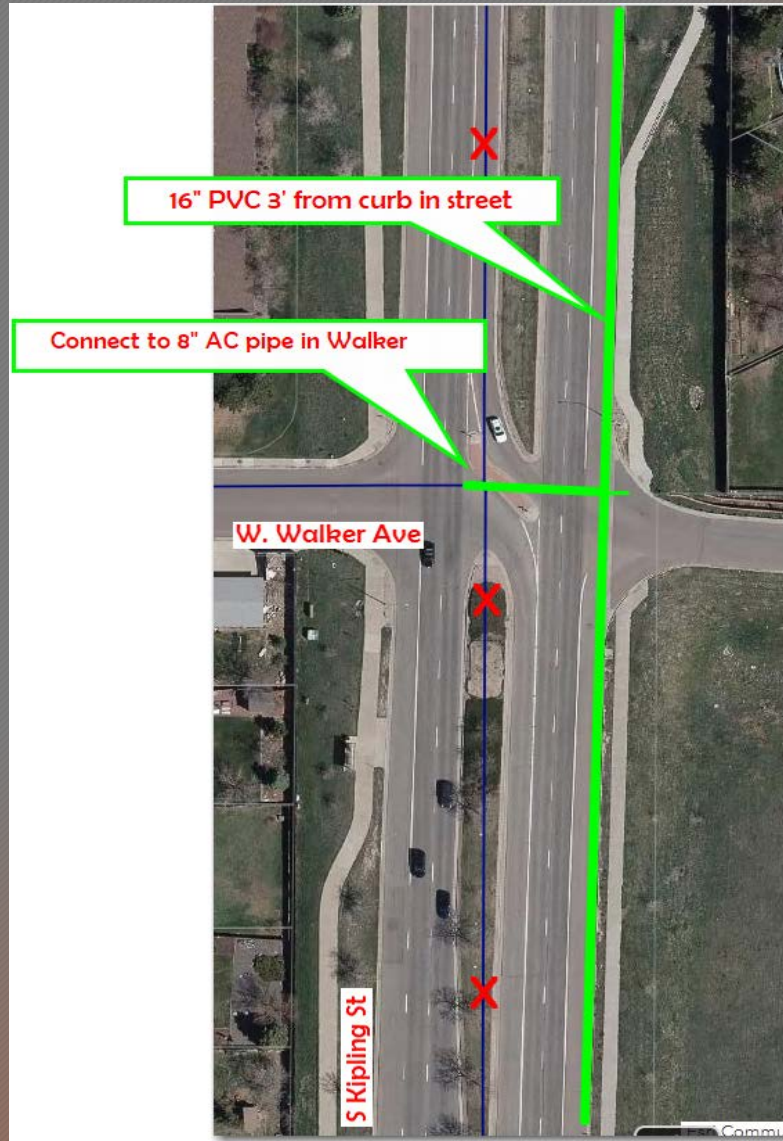 16" PVC 3' from curb in street
Connect to 8" AC pipe in Walker
W. Walker Ave
S Kipling St